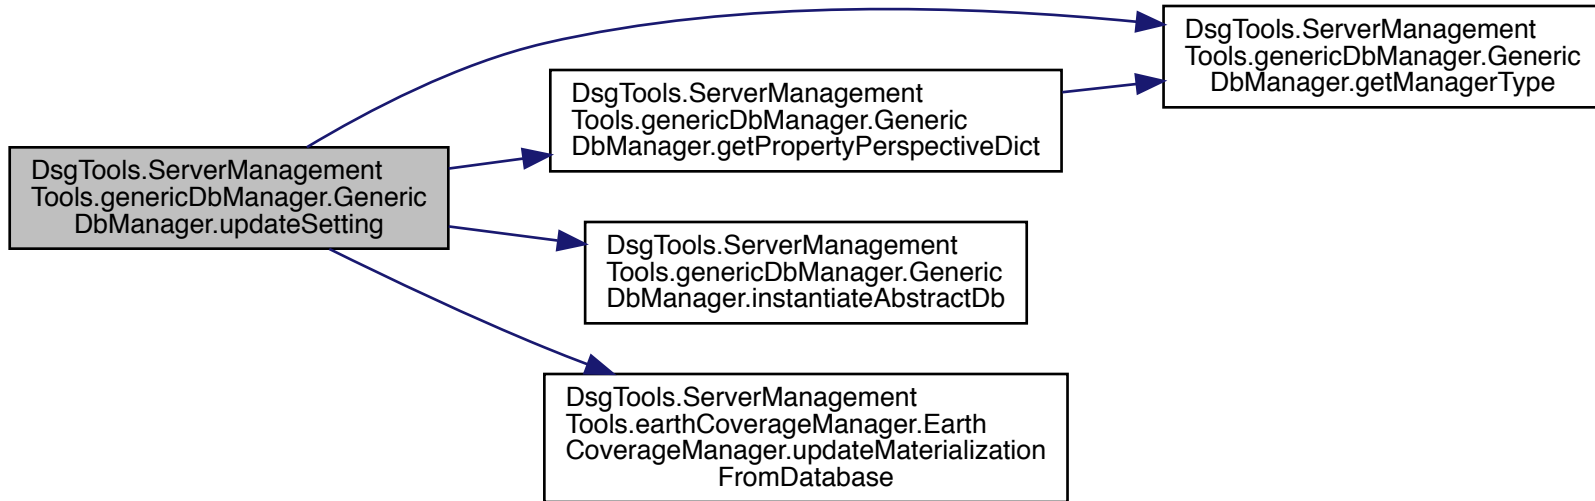 DsgTools.ServerManagement
Tools.genericDbManager.Generic
DbManager.updateSetting
DsgTools.ServerManagement
Tools.genericDbManager.Generic
DbManager.getManagerType
DsgTools.ServerManagement
Tools.genericDbManager.Generic
DbManager.getPropertyPerspectiveDict
DsgTools.ServerManagement
Tools.genericDbManager.Generic
DbManager.instantiateAbstractDb
DsgTools.ServerManagement
Tools.earthCoverageManager.Earth
CoverageManager.updateMaterialization
FromDatabase